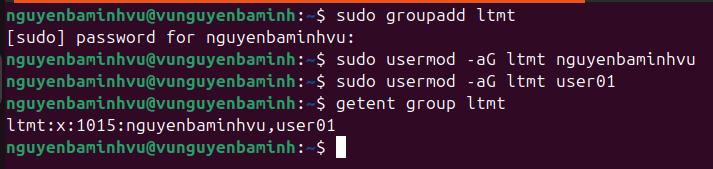 nguyenbaminhvu@vunguyenbaminh:~$ sudo groupadd ltmt
[sudo] password for nguyenbaminhvu:
nguyenbaminhvu@vunguyenbaminh:~$ sudo usermod -aG ltmt nguyenbaminhvu
nguyenbaminhvu@vunguyenbaminh:~$ sudo usermod -aG ltmt user01
nguyenbaminhvu@vunguyenbaminh:~$ getent group ltmt
ltmt:x:1015:nguyenbaminhvu,user01
nguyenbaminhvu@vunguyenbaminh:~$